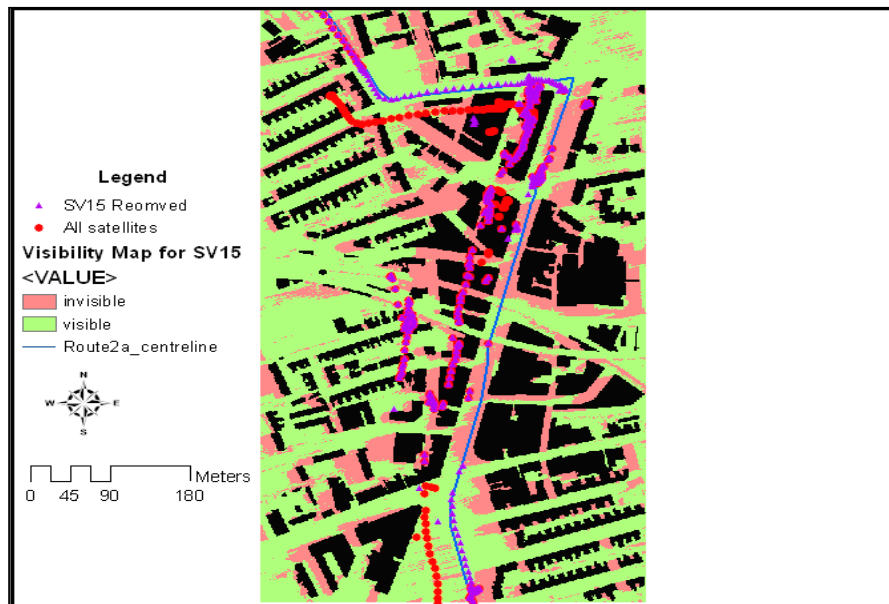 Legend
SV15 Reomved
All satellites
Visibility Map for SV15
<VALUE>
invisible
visible
Route2a_centreline
N
W E
S
Meters
0 45 90 180